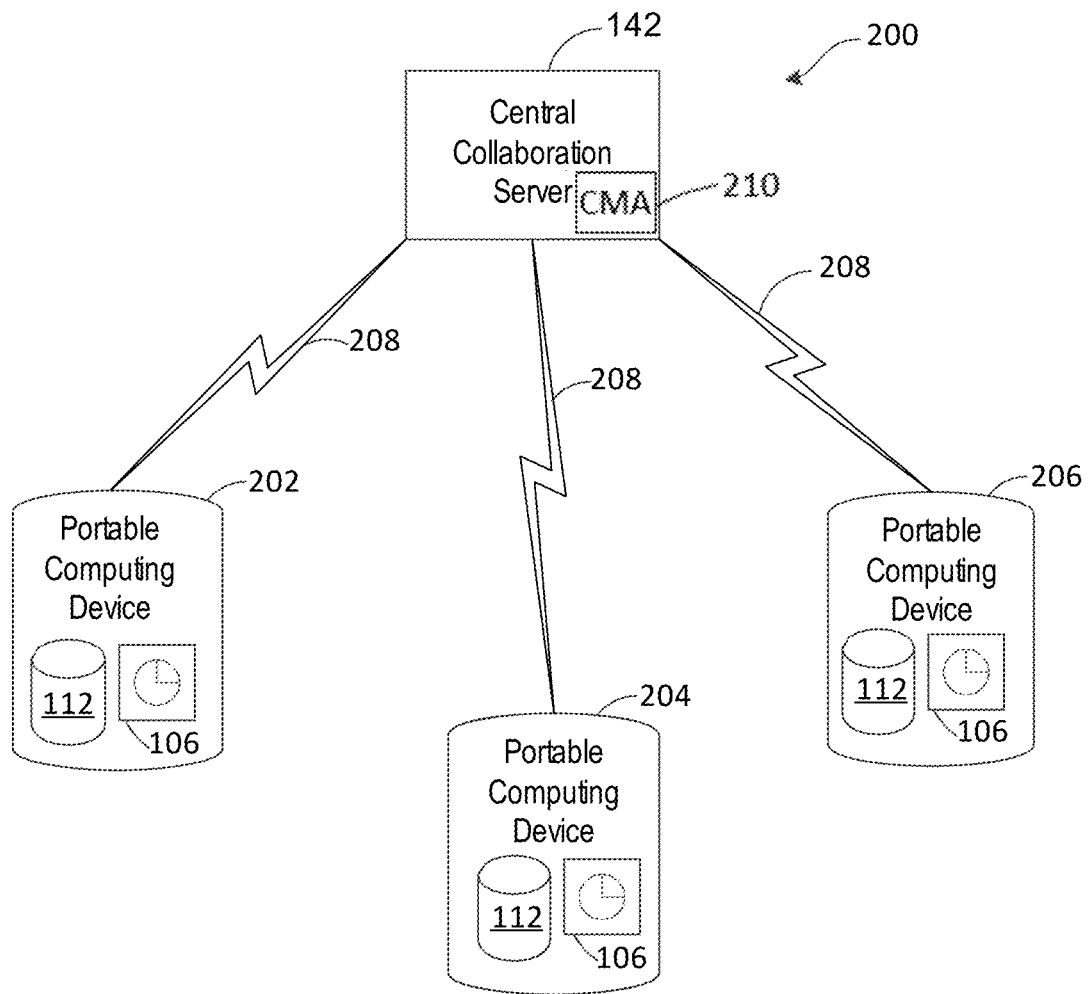 142
200
Central
Collaboration
Server
CMA
210
208
208
208
202
Portable
Computing
Device
112
106
206
Portable
Computing
Device
112
106
204
Portable
Computing
Device
112
106